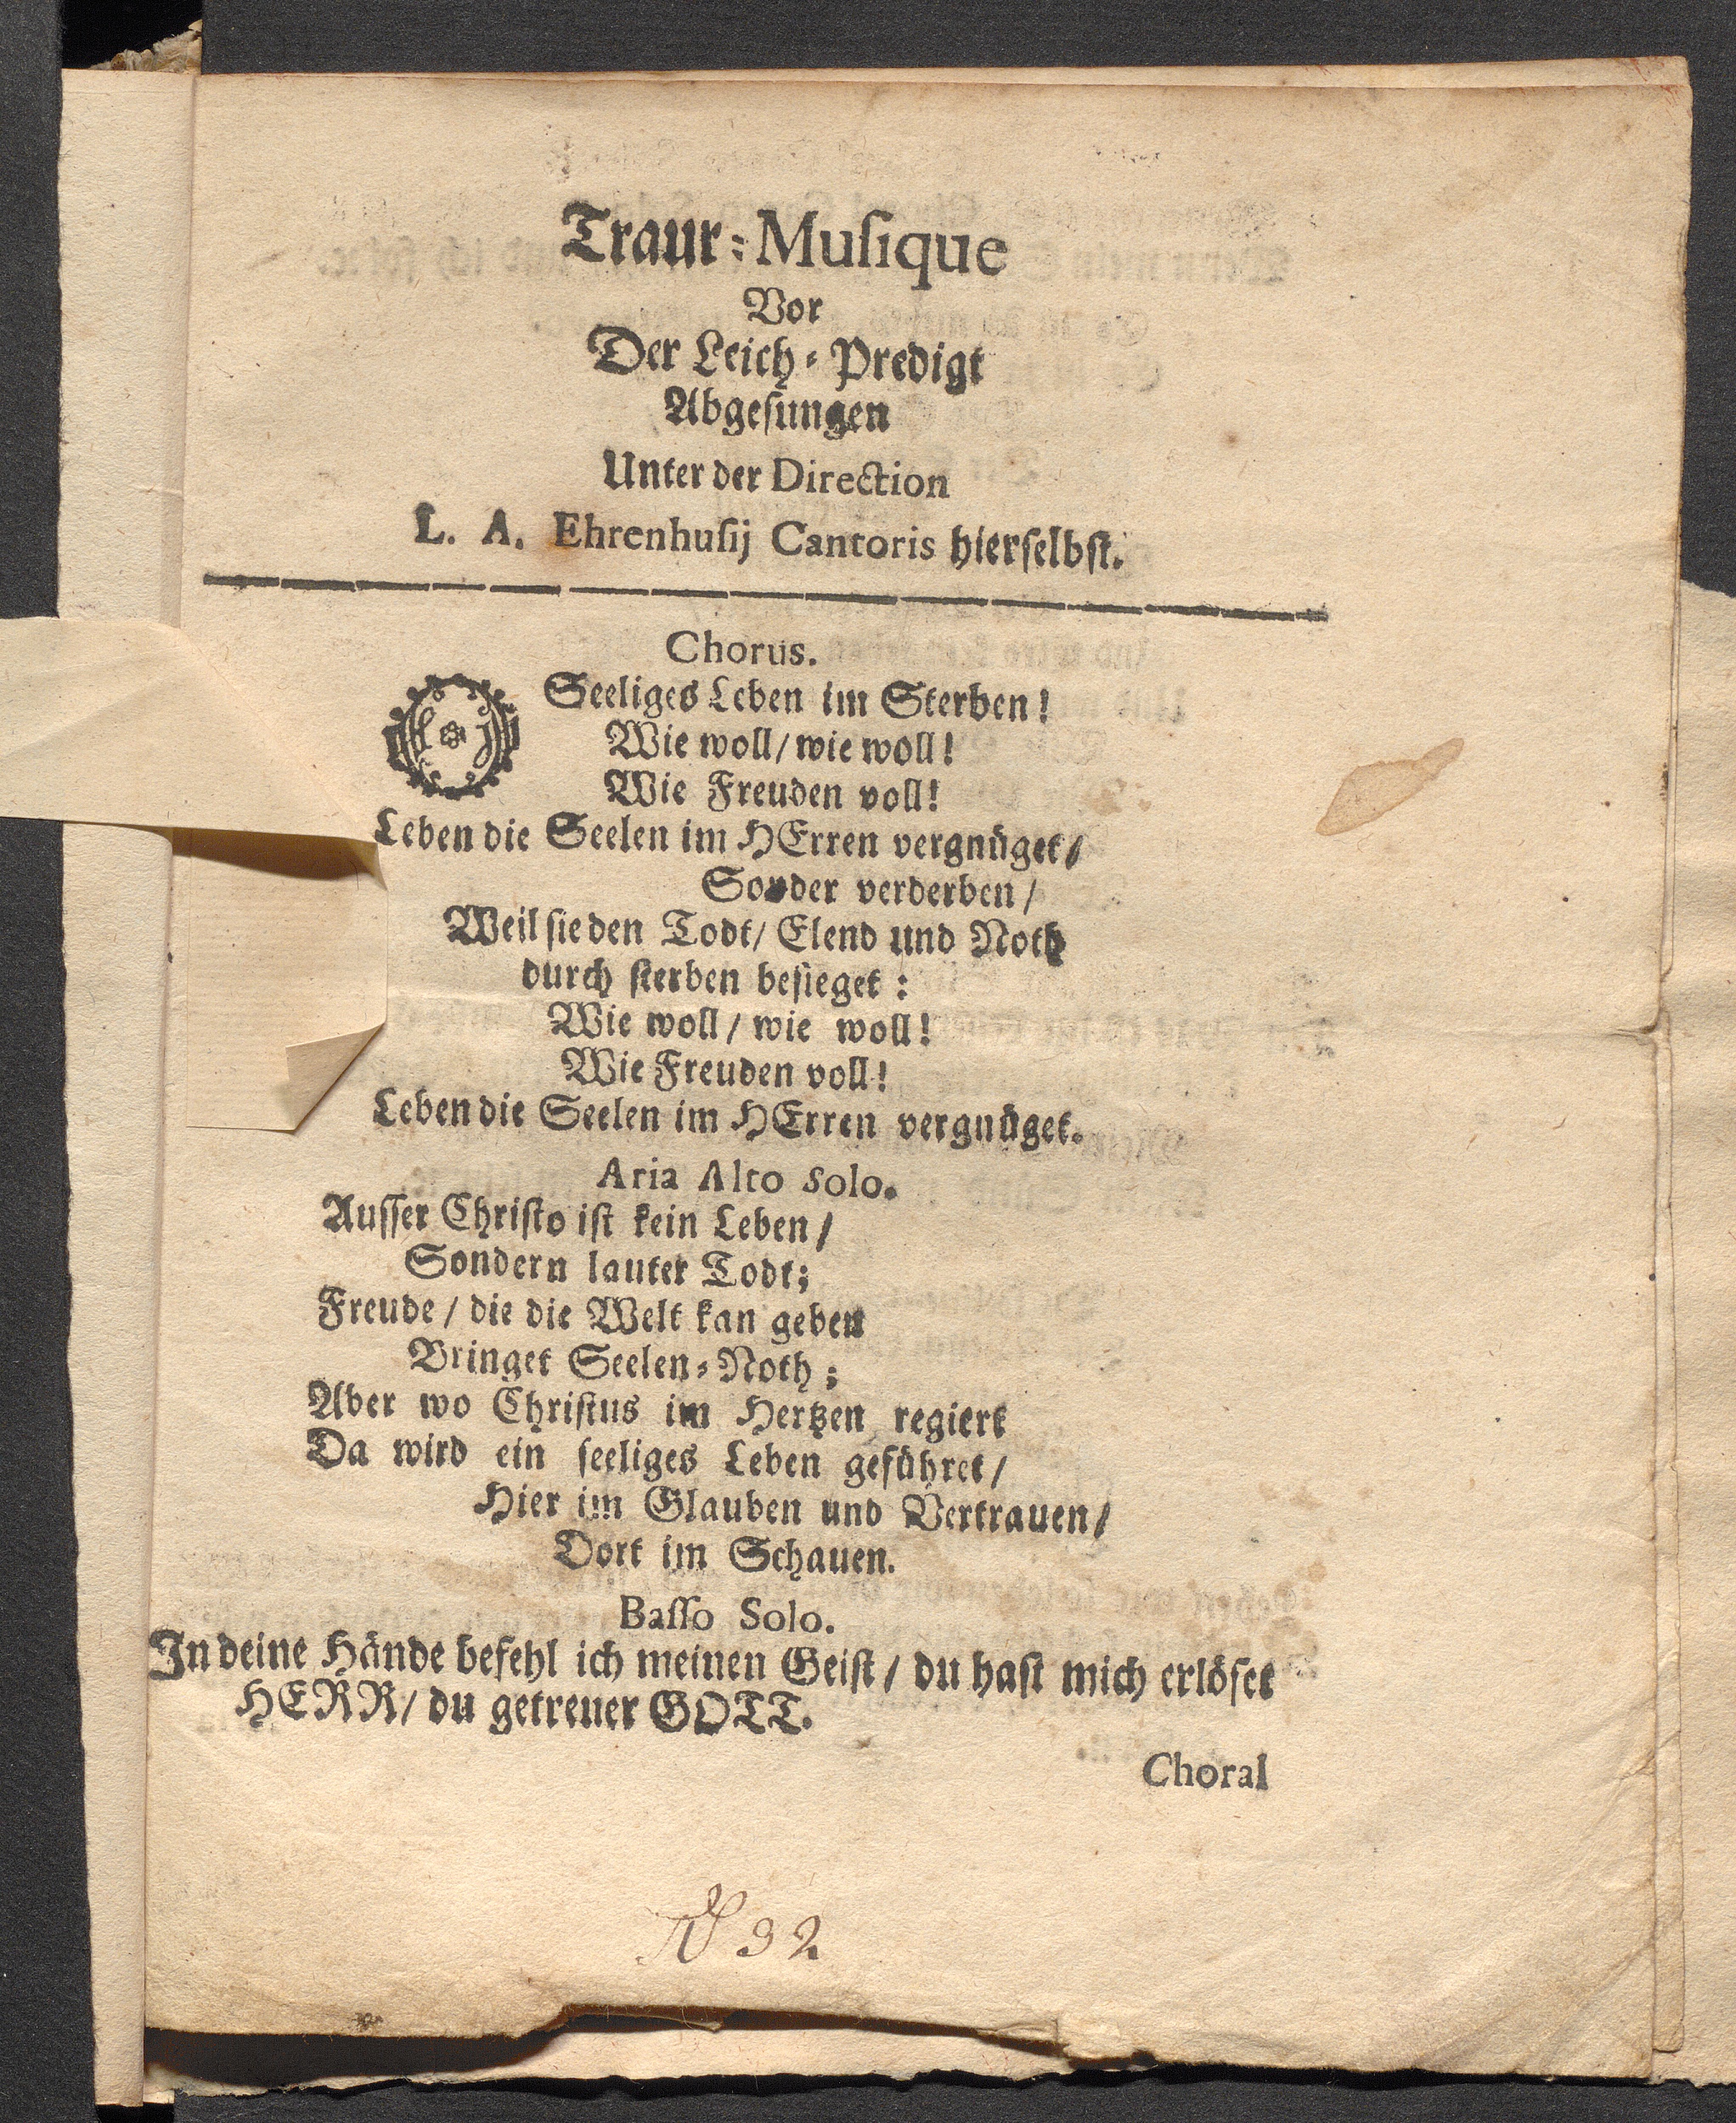 Traur-Musique
Vor
Der Leich-Predigt
Abgesungen
Unter der Direction
L. A. Ehrenhusij Cantoris hierselbst.
Chorus.
Seeliges Leben im Sterben!
Wie woll/ wie woll!
Wie Freuden voll!
Leben die Seelen im HErren vergnüget/
Sonder verderben/
Weil sie den Todt/ Elend und Noth
durch sterben besieget:
Wie woll/ wie woll!
Wie Freuden voll!
Leben die Seelen im HErren vergnüget.
Aria Alto Solo.
Ausser Christo ist kein Leben/
Sondern lauter Todt;
Freude/ die die Welt kan geben
Bringet Seelen-Noth;
Aber wo Christus im Hertzen regiert
Da wird ein seeliges Leben geführet/
Hier im Glauben und Vertrauen/
Dort im Schauen.
Basso Solo.
In deine Hände befehl ich meinen Geist/ du hast mich erlöset
HERR/ du getreuer GOTT.
Choral
32